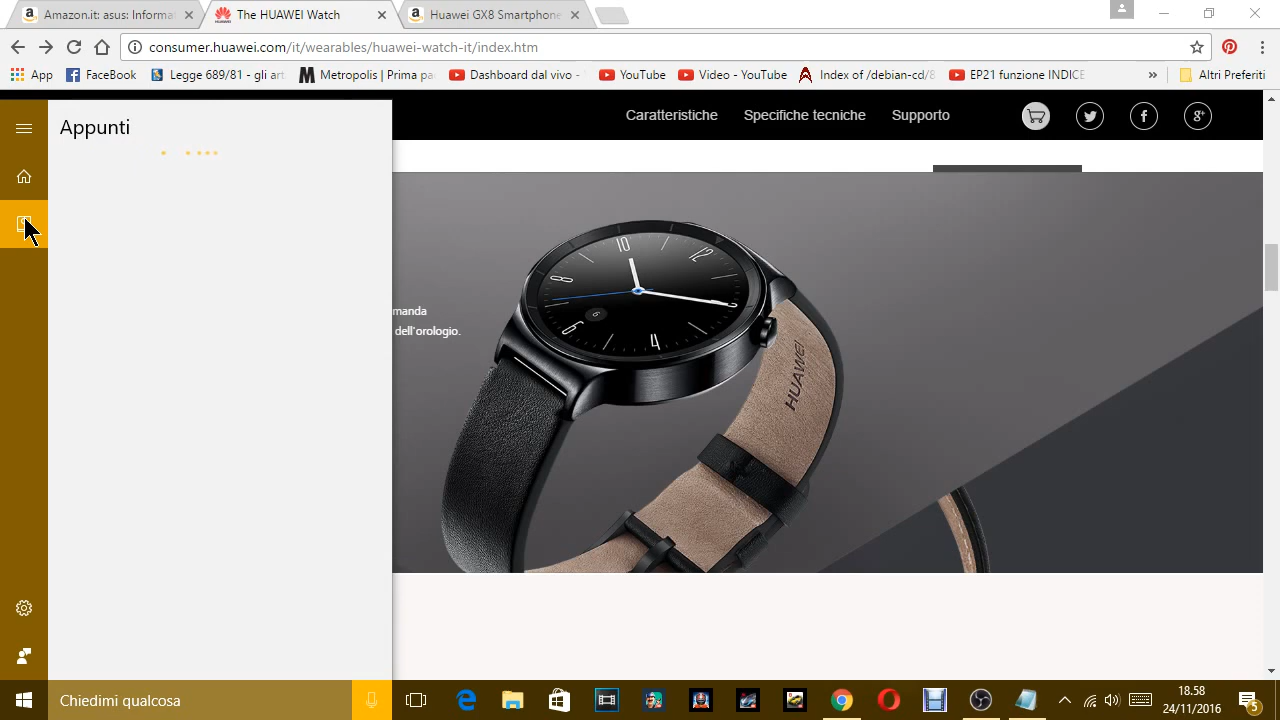 Amazon.it: asus: Informa
The HUAWEI Watch
Huawei GX8 Smartphone
consumer.huawei.com/it/wearables/huawei-watch-it/index.htm
App
FaceBook
Legge 689/81 - gli art
Metropolis | Prima pa
Dashboard dal vivo -
YouTube
Video - YouTube
Index of /debian-cd/8
EP21 funzione INDICE
»
Altri Preferiti
Appunti
Caratteristiche
Specifiche tecniche
Supporto
manda
dell'orologio.
10
12
8
6
4
6
HUAWEI
Chiedimi qualcosa
18.58
24/11/2016
5